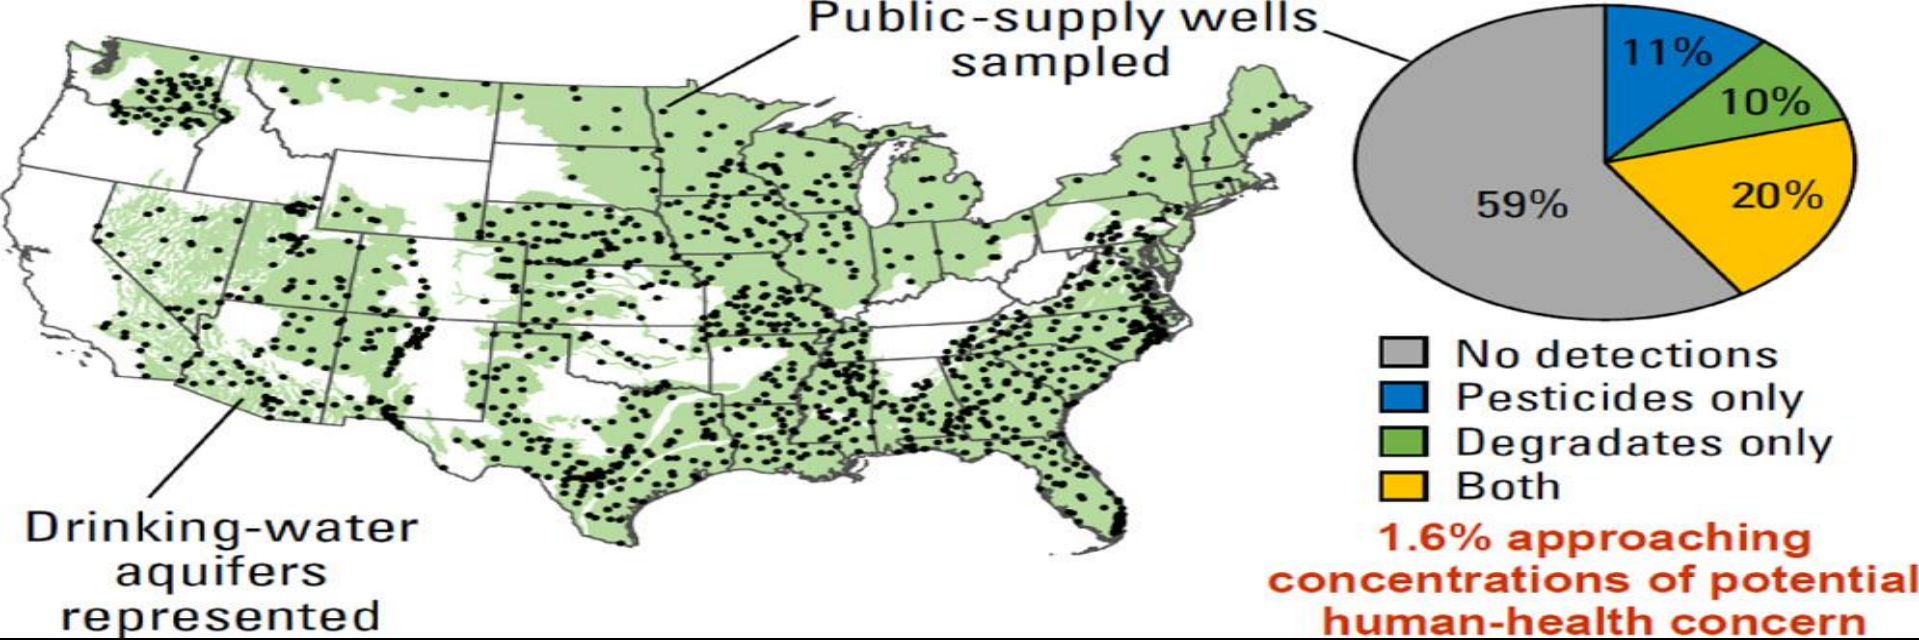 Public-supply wells
sampled
11%
10%
20%
59%
No detections
Pesticides only
Degradates only
Both
1.6% approaching
concentrations of potential
human-health concern
Drinking-water
aquifers
represented